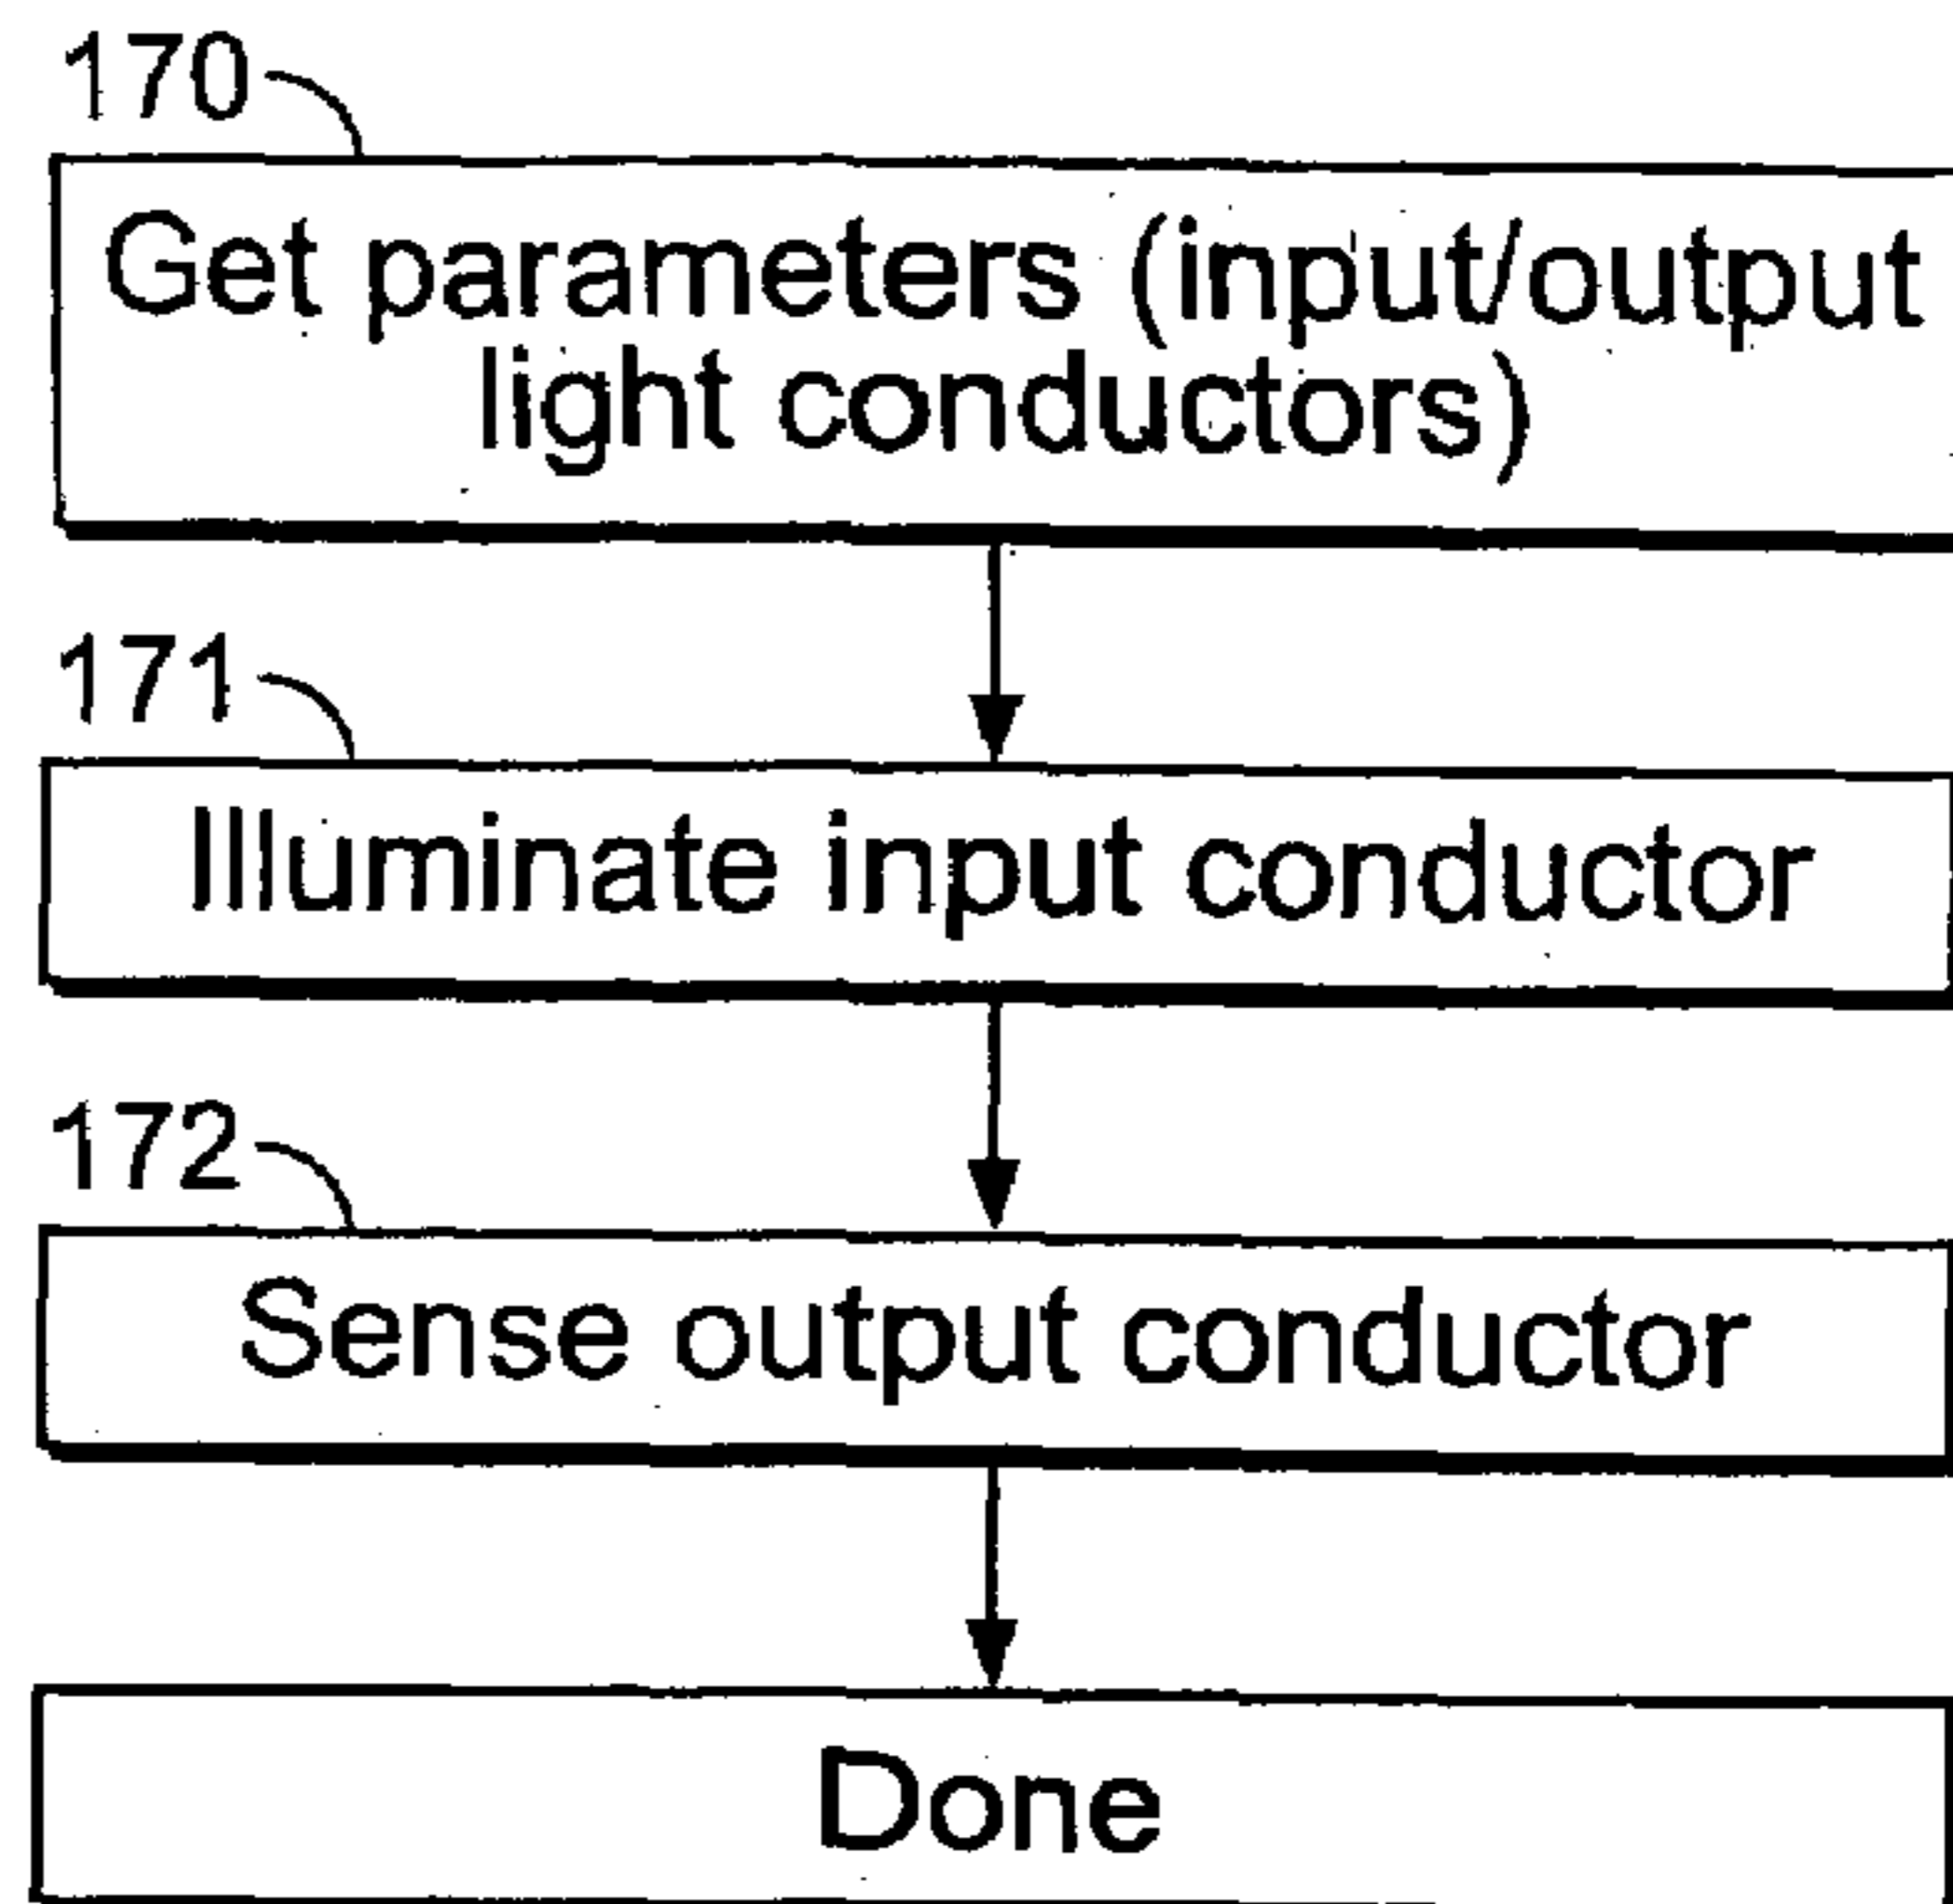 170
Get parameters (input/output
light conductors)
171
Illuminate input conductor
172
Sense output conductor
Done